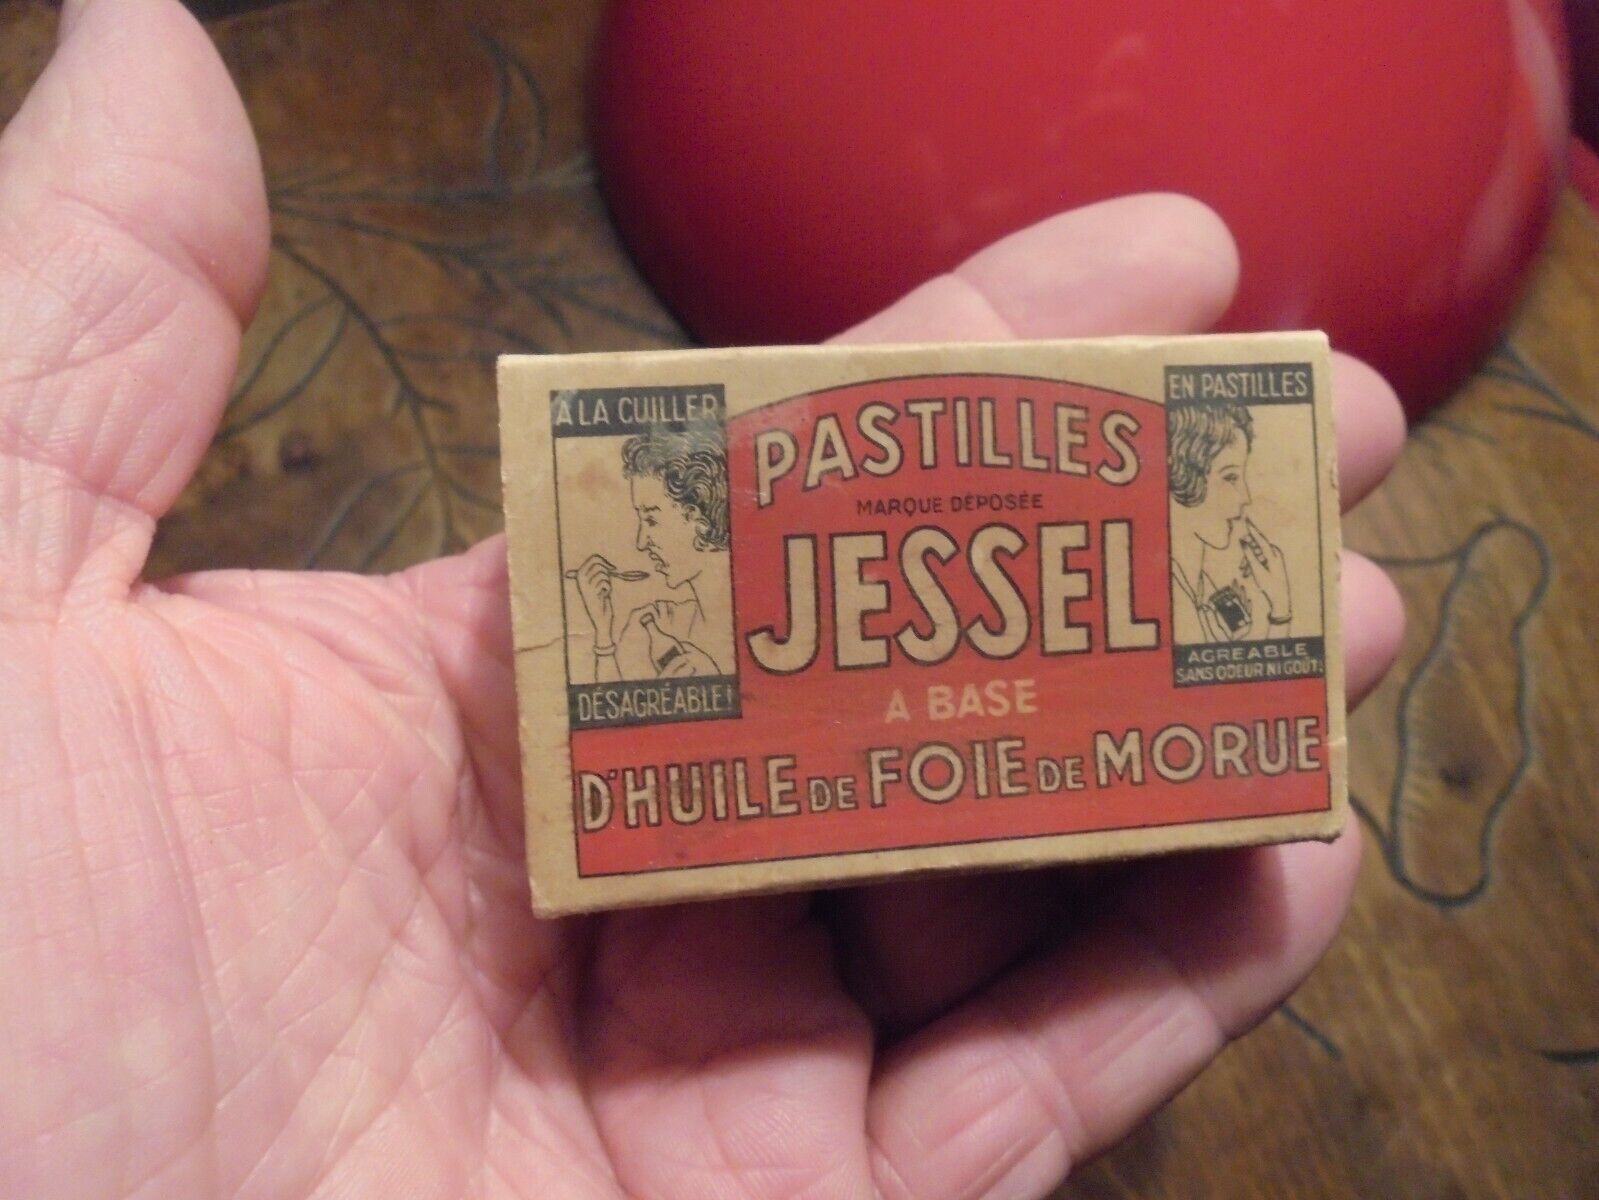 A LA CUILLER
DÉSAGRÉABLE!
PASTILLES
MARQUE DÉPOSÉE
JESSEL
A BASE
D'HUILE DE FOIE DE MORUE
EN PASTILLES
AGREABLE
SANS ODEUR NI GOÛT!